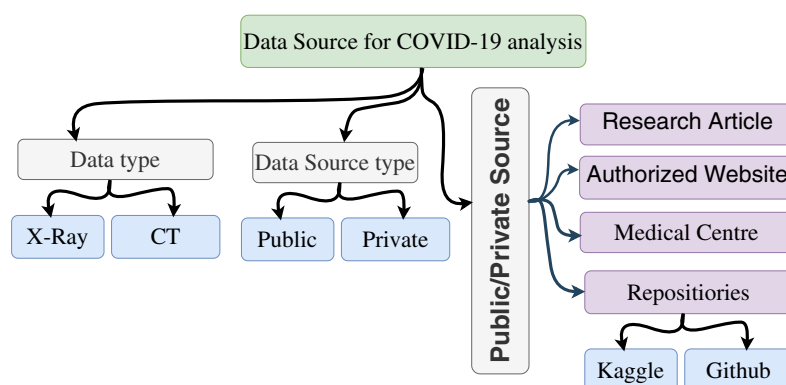 Data Source for COVID-19 analysis
Data type
X-Ray
CT
Data Source type
Public
Private
Public/Private Source
Research Article
Authorized Website
Medical Centre
Repositiories
Kaggle
Github